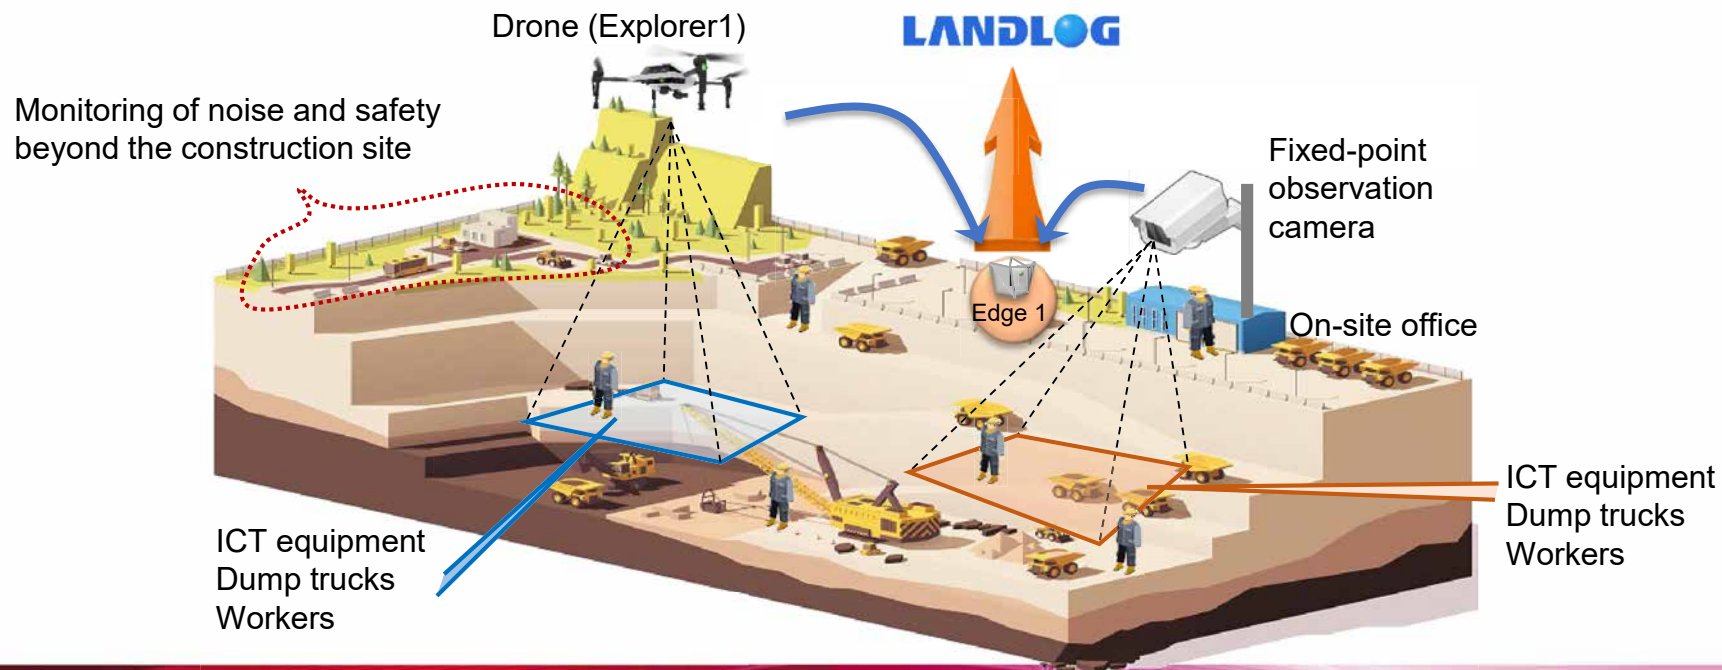 Drone (Explorer1)
LANDLOG
Monitoring of noise and safety
beyond the construction site
Fixed-point
observation
camera
Edge 1
On-site office
ICT equipment
Dump trucks
Workers
ICT equipment
Dump trucks
Workers